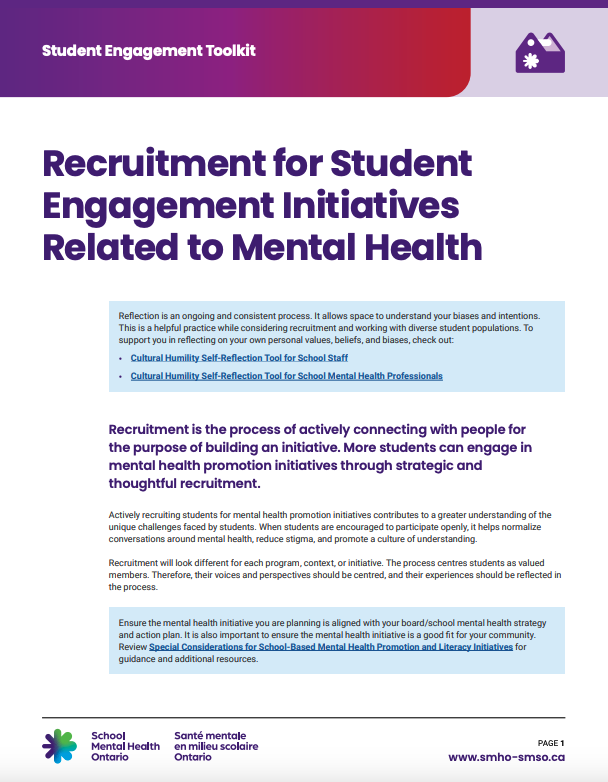 Student Engagement Toolkit
Recruitment for Student
Engagement Initiatives
Related to Mental Health
Reflection is an ongoing and consistent process. It allows space to understand your biases and intentions.
This is a helpful practice while considering recruitment and working with diverse student populations. To
support you in reflecting on your own personal values, beliefs, and biases, check out:
• Cultural Humility Self-Reflection Tool for School Staff
• Cultural Humility Self-Reflection Tool for School Mental Health Professionals
Recruitment is the process of actively connecting with people for
the purpose of building an initiative. More students can engage in
mental health promotion initiatives through strategic and
thoughtful recruitment.
Actively recruiting students for mental health promotion initiatives contributes to a greater understanding of the
unique challenges faced by students. When students are encouraged to participate openly, it helps normalize
conversations around mental health, reduce stigma, and promote a culture of understanding.
Recruitment will look different for each program, context, or initiative. The process centres students as valued
members. Therefore, their voices and perspectives should be centred, and their experiences should be reflected in
the process.
Ensure the mental health initiative you are planning is aligned with your board/school mental health strategy
and action plan. It is also important to ensure the mental health initiative is a good fit for your community.
Review Special Considerations for School-Based Mental Health Promotion and Literacy Initiatives for
guidance and additional resources.
School
Mental Health
Ontario
Santé mentale
en milieu scolaire
Ontario
PAGE 1
www.smho-smso.ca